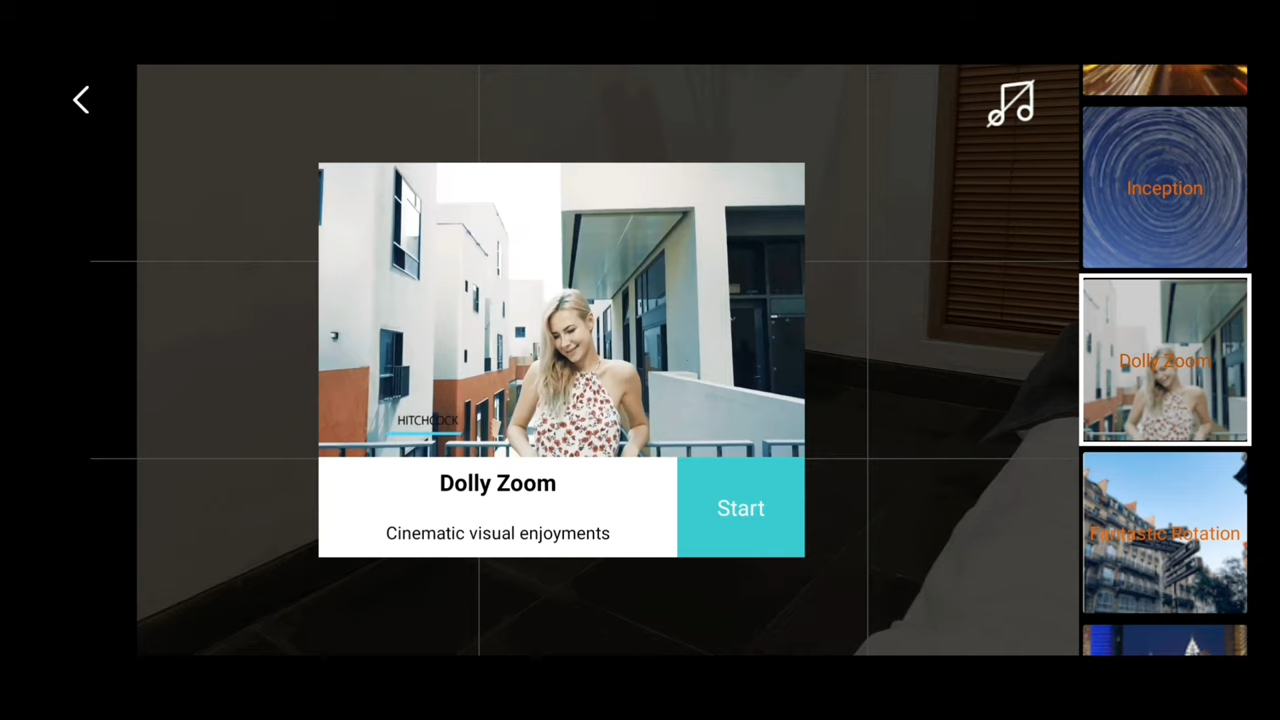 HITCHCOCK
Dolly Zoom
Cinematic visual enjoyments
Start
Inception
Dolly Zoom
Fantastic Rotation